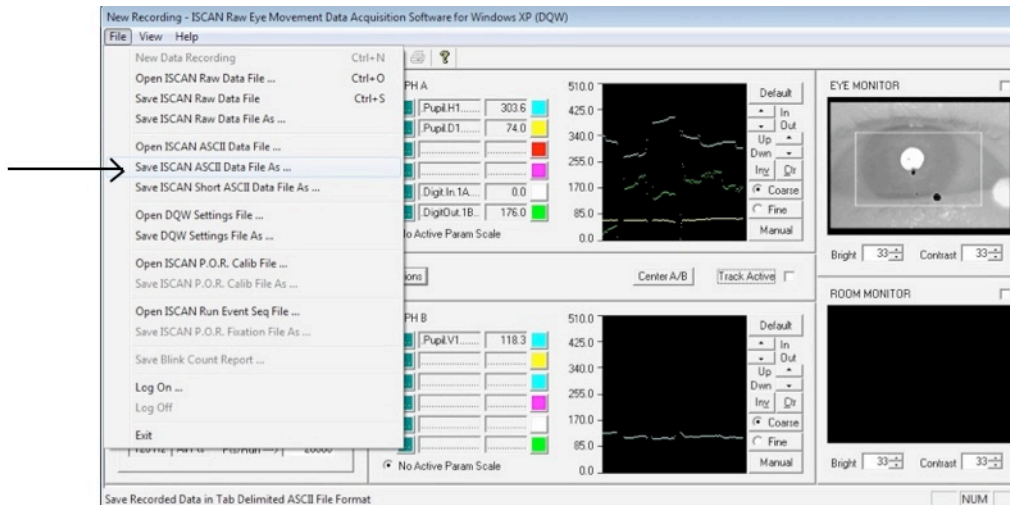 New Recording - ISCAN Raw Eye Movement Data Acquisition Software for Windows XP (DQW)
File View Help
New Data Recording Ctrl+N
Open ISCAN Raw Data File ... Ctrl+O
Save ISCAN Raw Data File Ctrl+S
Save ISCAN Raw Data File As ...
Open ISCAN ASCII Data File ...
Save ISCAN ASCII Data File As ...
Save ISCAN Short ASCII Data File As ...
Open DQW Settings File ...
Save DQW Settings File As ...
Open ISCAN P.O.R. Calib File ...
Save ISCAN P.O.R. Calib File As ...
Open ISCAN Run Event Seq File ...
Save ISCAN P.O.R. Fixation File As ...
Save Blink Count Report ...
Log On ...
Log Off
Exit
PH A
.Pupil.H1...... 303.6
.Pupil.D1...... 74.0
.Digit.In.1A... 0.0
.DigitOut.1B.. 176.0
lo Active Param Scale
510.0
425.0
340.0
255.0
170.0
85.0
0.0
Default
In
Out
Up
Dwn
Inv Clr
Coarse
Fine
Manual
EYE MONITOR
Bright 33 Contrast 33
ions
Center A/B
Track Active
PH B
.Pupil.V1...... 118.3
No Active Param Scale
510.0
425.0
340.0
255.0
170.0
85.0
0.0
Default
In
Out
Up
Dwn
Inv Clr
Coarse
Fine
Manual
ROOM MONITOR
Bright 33 Contrast 33
Save Recorded Data in Tab Delimited ASCII File Format
NUM